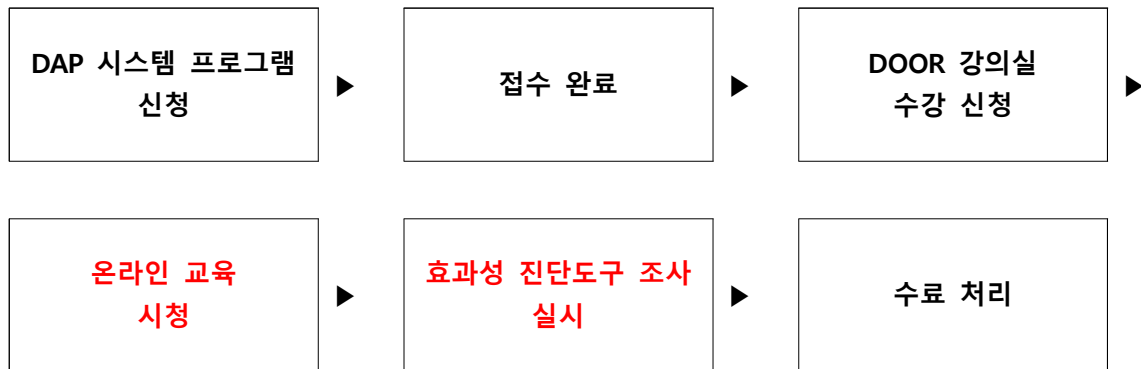 DAP 시스템 프로그램
신청
▶
접수 완료
▶
DOOR 강의실
수강 신청
▶
온라인 교육
시청
▶
효과성 진단도구 조사
실시
▶
수료 처리